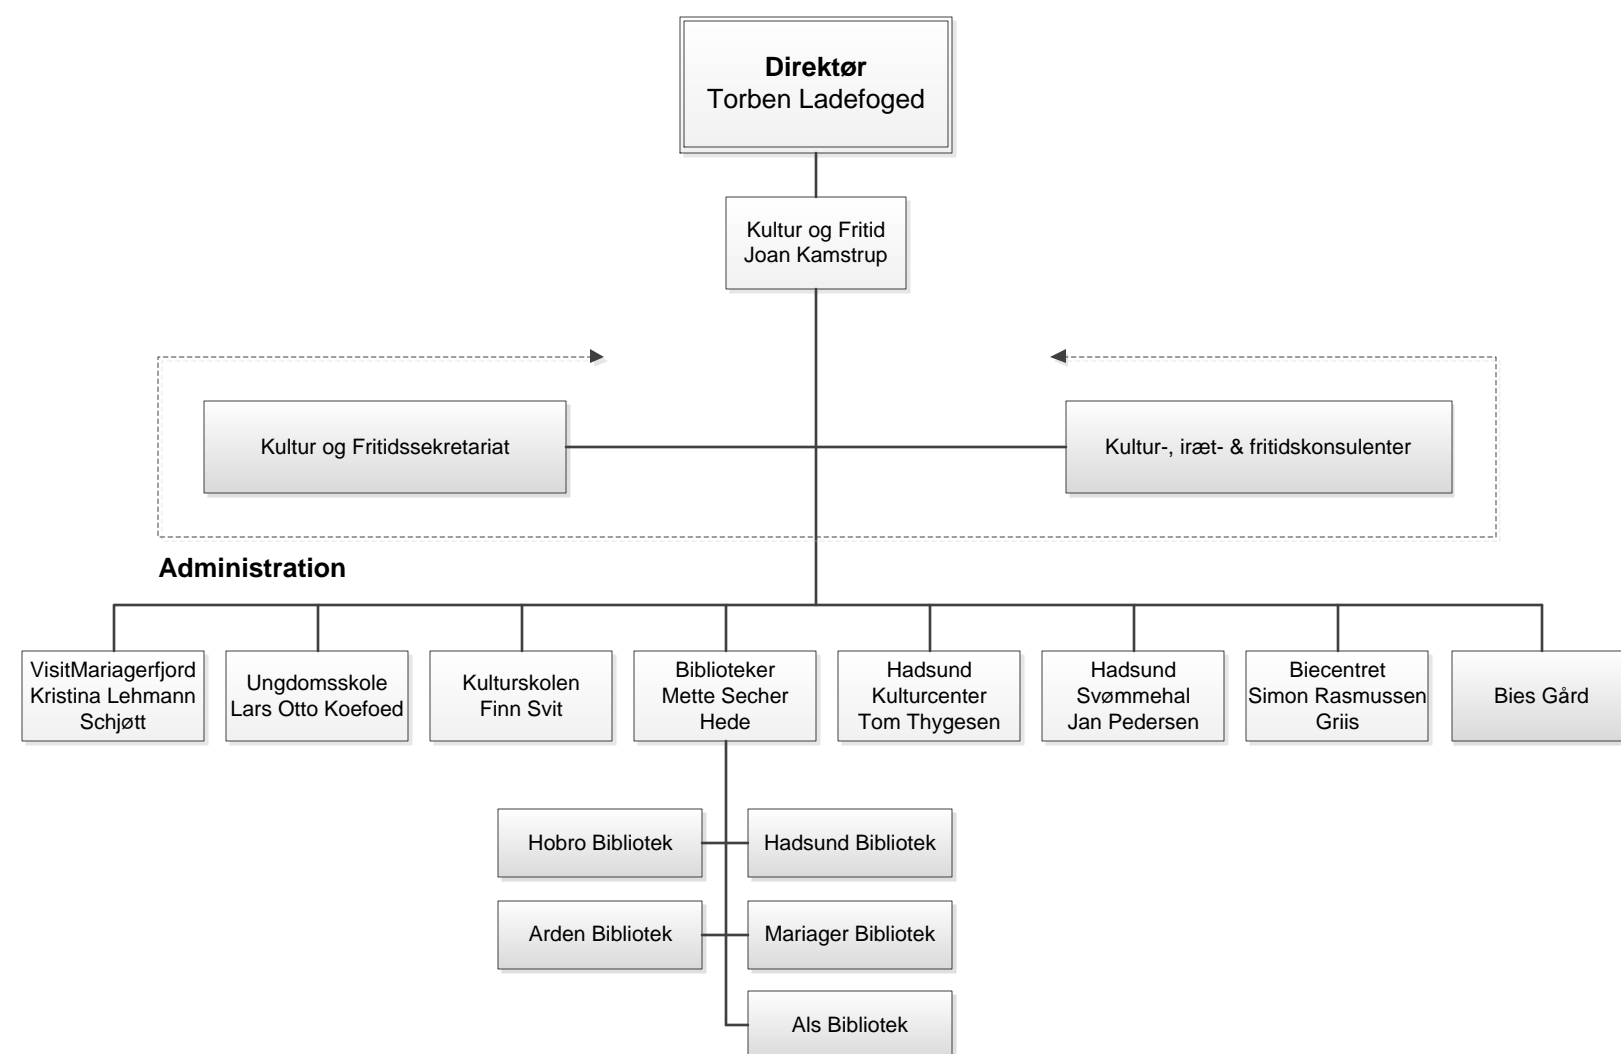 Direktør
Torben Ladefoged
Kultur og Fritid
Joan Kamstrup
Kultur og Fritidssekretariat
Kultur-, iræt- & fritidskonsulenter
Administration
VisitMariagerfjord
Kristina Lehmann
Schjøtt
Ungdomsskole
Lars Otto Koefoed
Kulturskolen
Finn Svit
Biblioteker
Mette Secher
Hede
Hadsund
Kulturcenter
Tom Thygesen
Hadsund
Svømmehal
Jan Pedersen
Biecentret
Simon Rasmussen
Griis
Bies Gård
Hobro Bibliotek
Hadsund Bibliotek
Arden Bibliotek
Mariager Bibliotek
Als Bibliotek